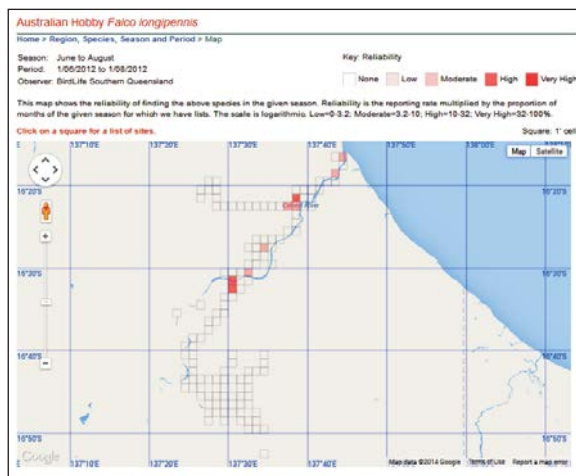 Australian Hobby Falco longipennis
Home > Region, Species, Season and Period > Map
Season: June to August
Period: 1/06/2012 to 1/08/2012
Observer: BirdLife Southern Queensland
Key: Reliability
None Low Moderate High Very High
This map shows the reliability of finding the above species in the given season. Reliability is the reporting rate multiplied by the proportion of
months of the given season for which we have lists. The scale is logarithmic. Low=0-3.2; Moderate=3.2-10; High=10-32; Very High=32-100%.
Click on a square for a list of sites. Square: 1' cell
E 137°10'E 137°20'E 137°30'E 137°40'E 137°50'E 138°00'E 138°10'E
Map Satellite
16°20'S 16°20'S
River
16°30'S 16°30'S
16°40'S 16°40'S
16°50'S 16°50'S
Google Map data ©2014 Google Terms of Use Report a map error
E 137°10'E 137°20'E 137°30'E 137°40'E 137°50'E 138°00'E 138°10'E